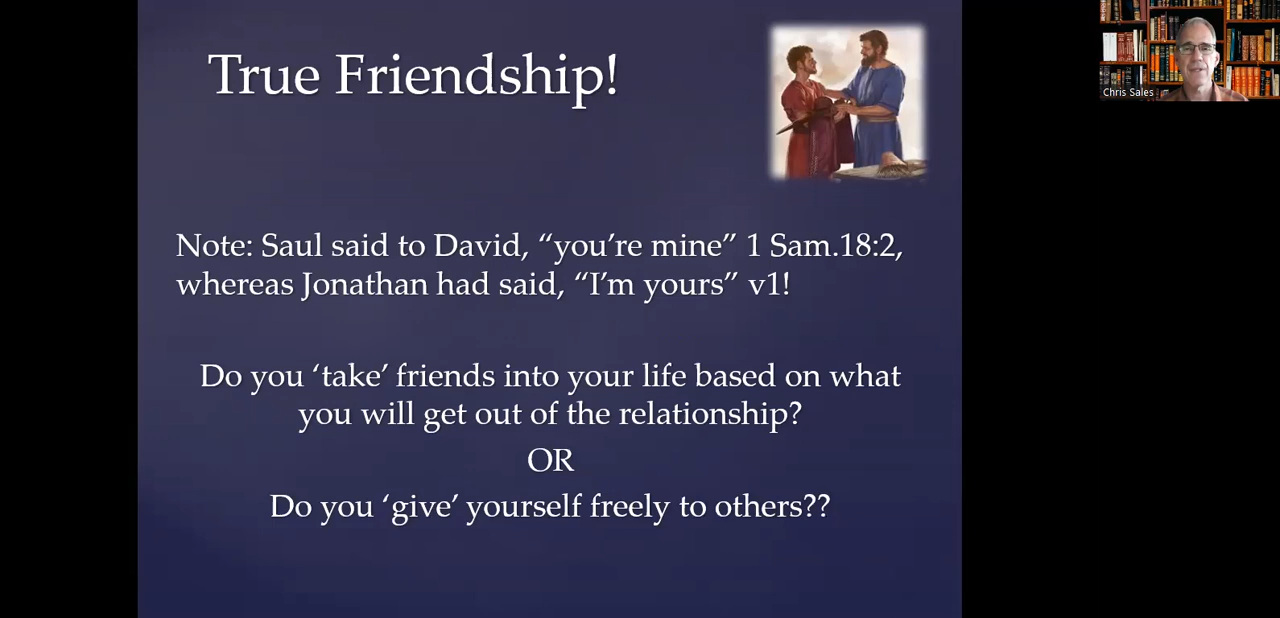 True Friendship!
Chris Sales
Note: Saul said to David, “you’re mine” 1 Sam.18:2,
whereas Jonathan had said, “I’m yours” v1!
Do you ‘take’ friends into your life based on what
you will get out of the relationship?
OR
Do you ‘give’ yourself freely to others??